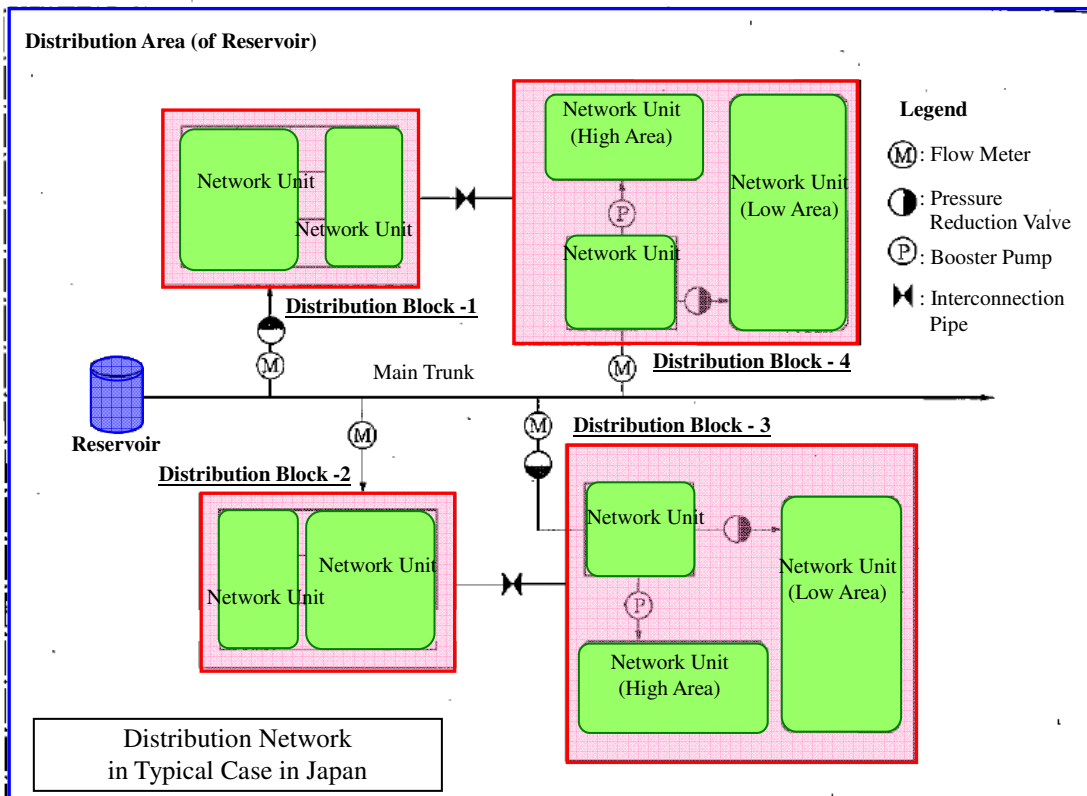 Distribution Area (of Reservoir)
Network Unit
Network Unit
Distribution Block -1
Network Unit
(High Area)
P
Network Unit
Network Unit
(Low Area)
Distribution Block - 4
Legend
M : Flow Meter
: Pressure
Reduction Valve
P : Booster Pump
: Interconnection
Pipe
M
Main Trunk
M
Reservoir
M
M
Distribution Block -2
Network Unit
Network Unit
Distribution Block - 3
Network Unit
P
Network Unit
(Low Area)
Network Unit
(High Area)
Distribution Network
in Typical Case in Japan